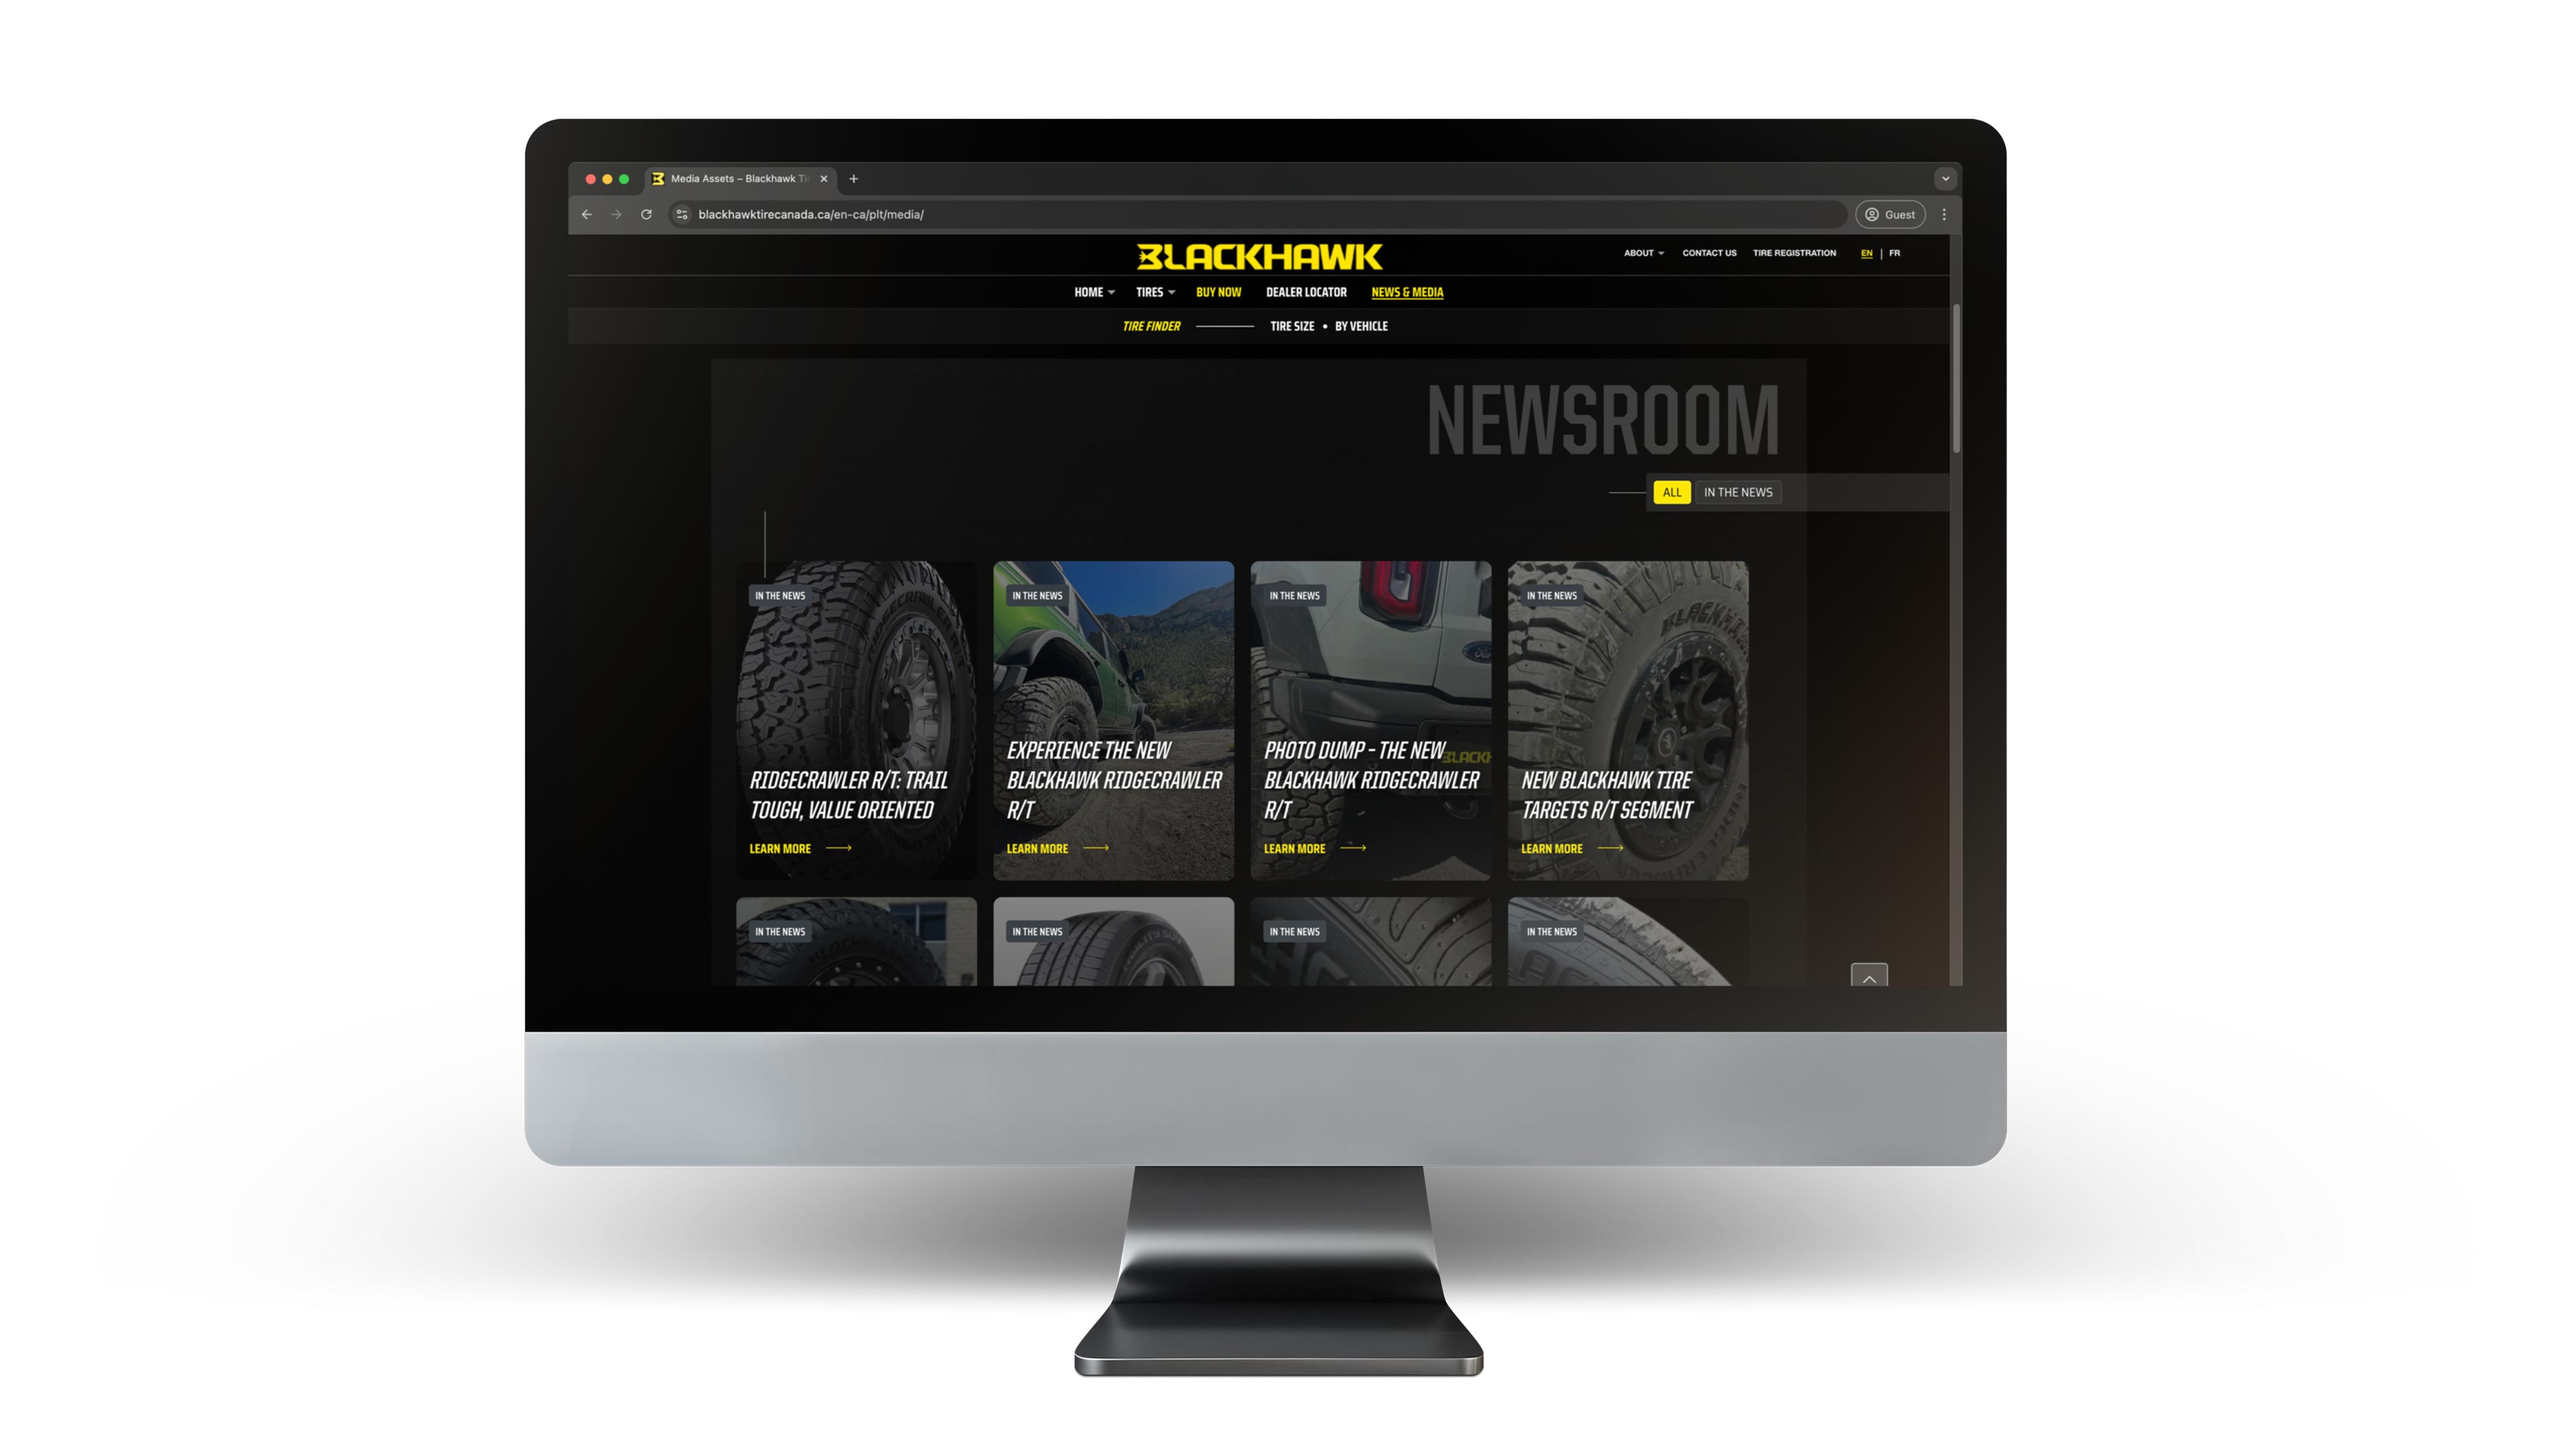 Media Assets – Blackhawk Ti
blackhawktirecanada.ca/en-ca/plt/media/
Guest
BLACKHAWK
ABOUT
CONTACT US
TIRE REGISTRATION
EN | FR
HOME
TIRES
BUY NOW
DEALER LOCATOR
NEWS & MEDIA
TIRE FINDER
TIRE SIZE • BY VEHICLE
NEWSROOM
ALL
IN THE NEWS
IN THE NEWS
RIDGECRAWLER R/T
RIDGECRAWLER R/T: TRAIL
TOUGH, VALUE ORIENTED
LEARN MORE
IN THE NEWS
EXPERIENCE THE NEW
BLACKHAWK RIDGECRAWLER
R/T
LEARN MORE
IN THE NEWS
Ford
BLACKH
PHOTO DUMP - THE NEW
BLACKHAWK RIDGECRAWLER
R/T
LEARN MORE
IN THE NEWS
BLACKHAW
NEW BLACKHAWK TIRE
TARGETS R/T SEGMENT
LEARN MORE
IN THE NEWS
IN THE NEWS
IN THE NEWS
IN THE NEWS